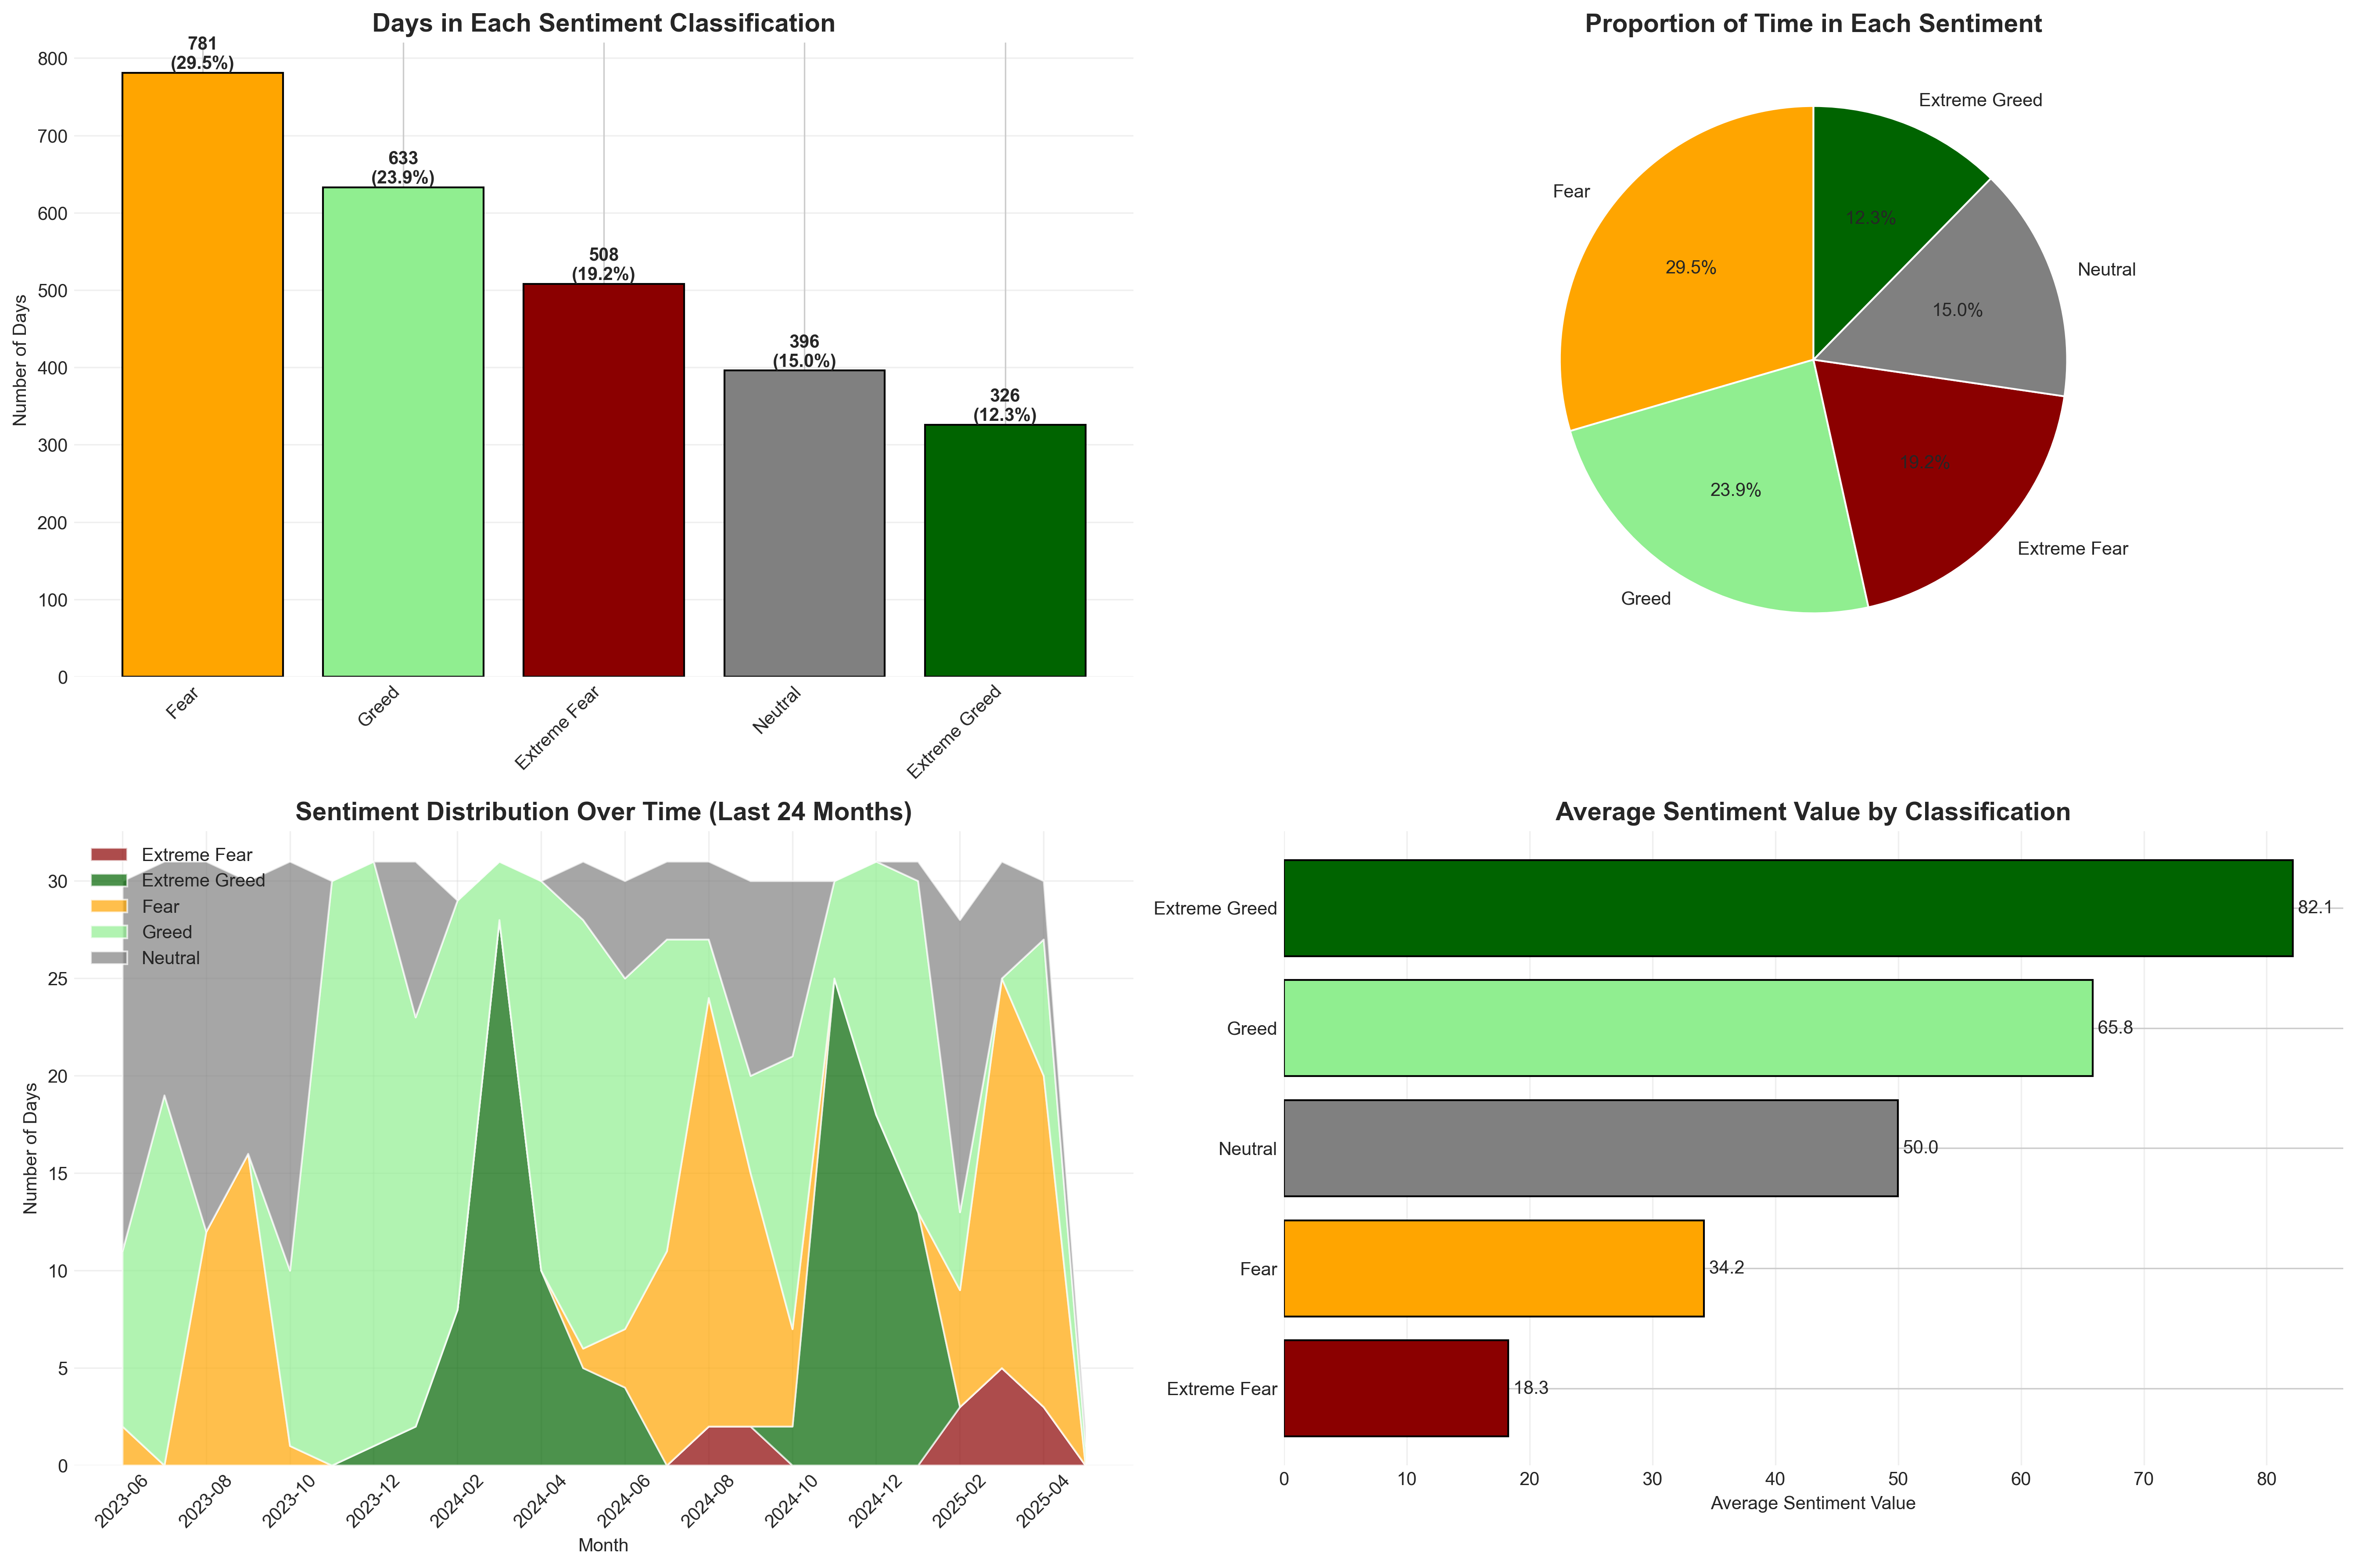 Days in Each Sentiment Classification
781
(29.5%)
633
(23.9%)
508
(19.2%)
396
(15.0%)
326
(12.3%)
800
700
600
500
400
300
200
100
0
Number of Days
Fear
Greed
Extreme Fear
Neutral
Extreme Greed
Proportion of Time in Each Sentiment
Extreme Greed
Fear
Neutral
Greed
Extreme Fear
12.3%
29.5%
15.0%
19.2%
23.9%
Sentiment Distribution Over Time (Last 24 Months)
Extreme Fear
Extreme Greed
Fear
Greed
Neutral
30
25
20
15
10
5
0
Number of Days
2023-06
2023-08
2023-10
2023-12
2024-02
2024-04
2024-06
2024-08
2024-10
2024-12
2025-02
2025-04
Month
Average Sentiment Value by Classification
Extreme Greed
82.1
Greed
65.8
Neutral
50.0
Fear
34.2
Extreme Fear
18.3
0
10
20
30
40
50
60
70
80
Average Sentiment Value